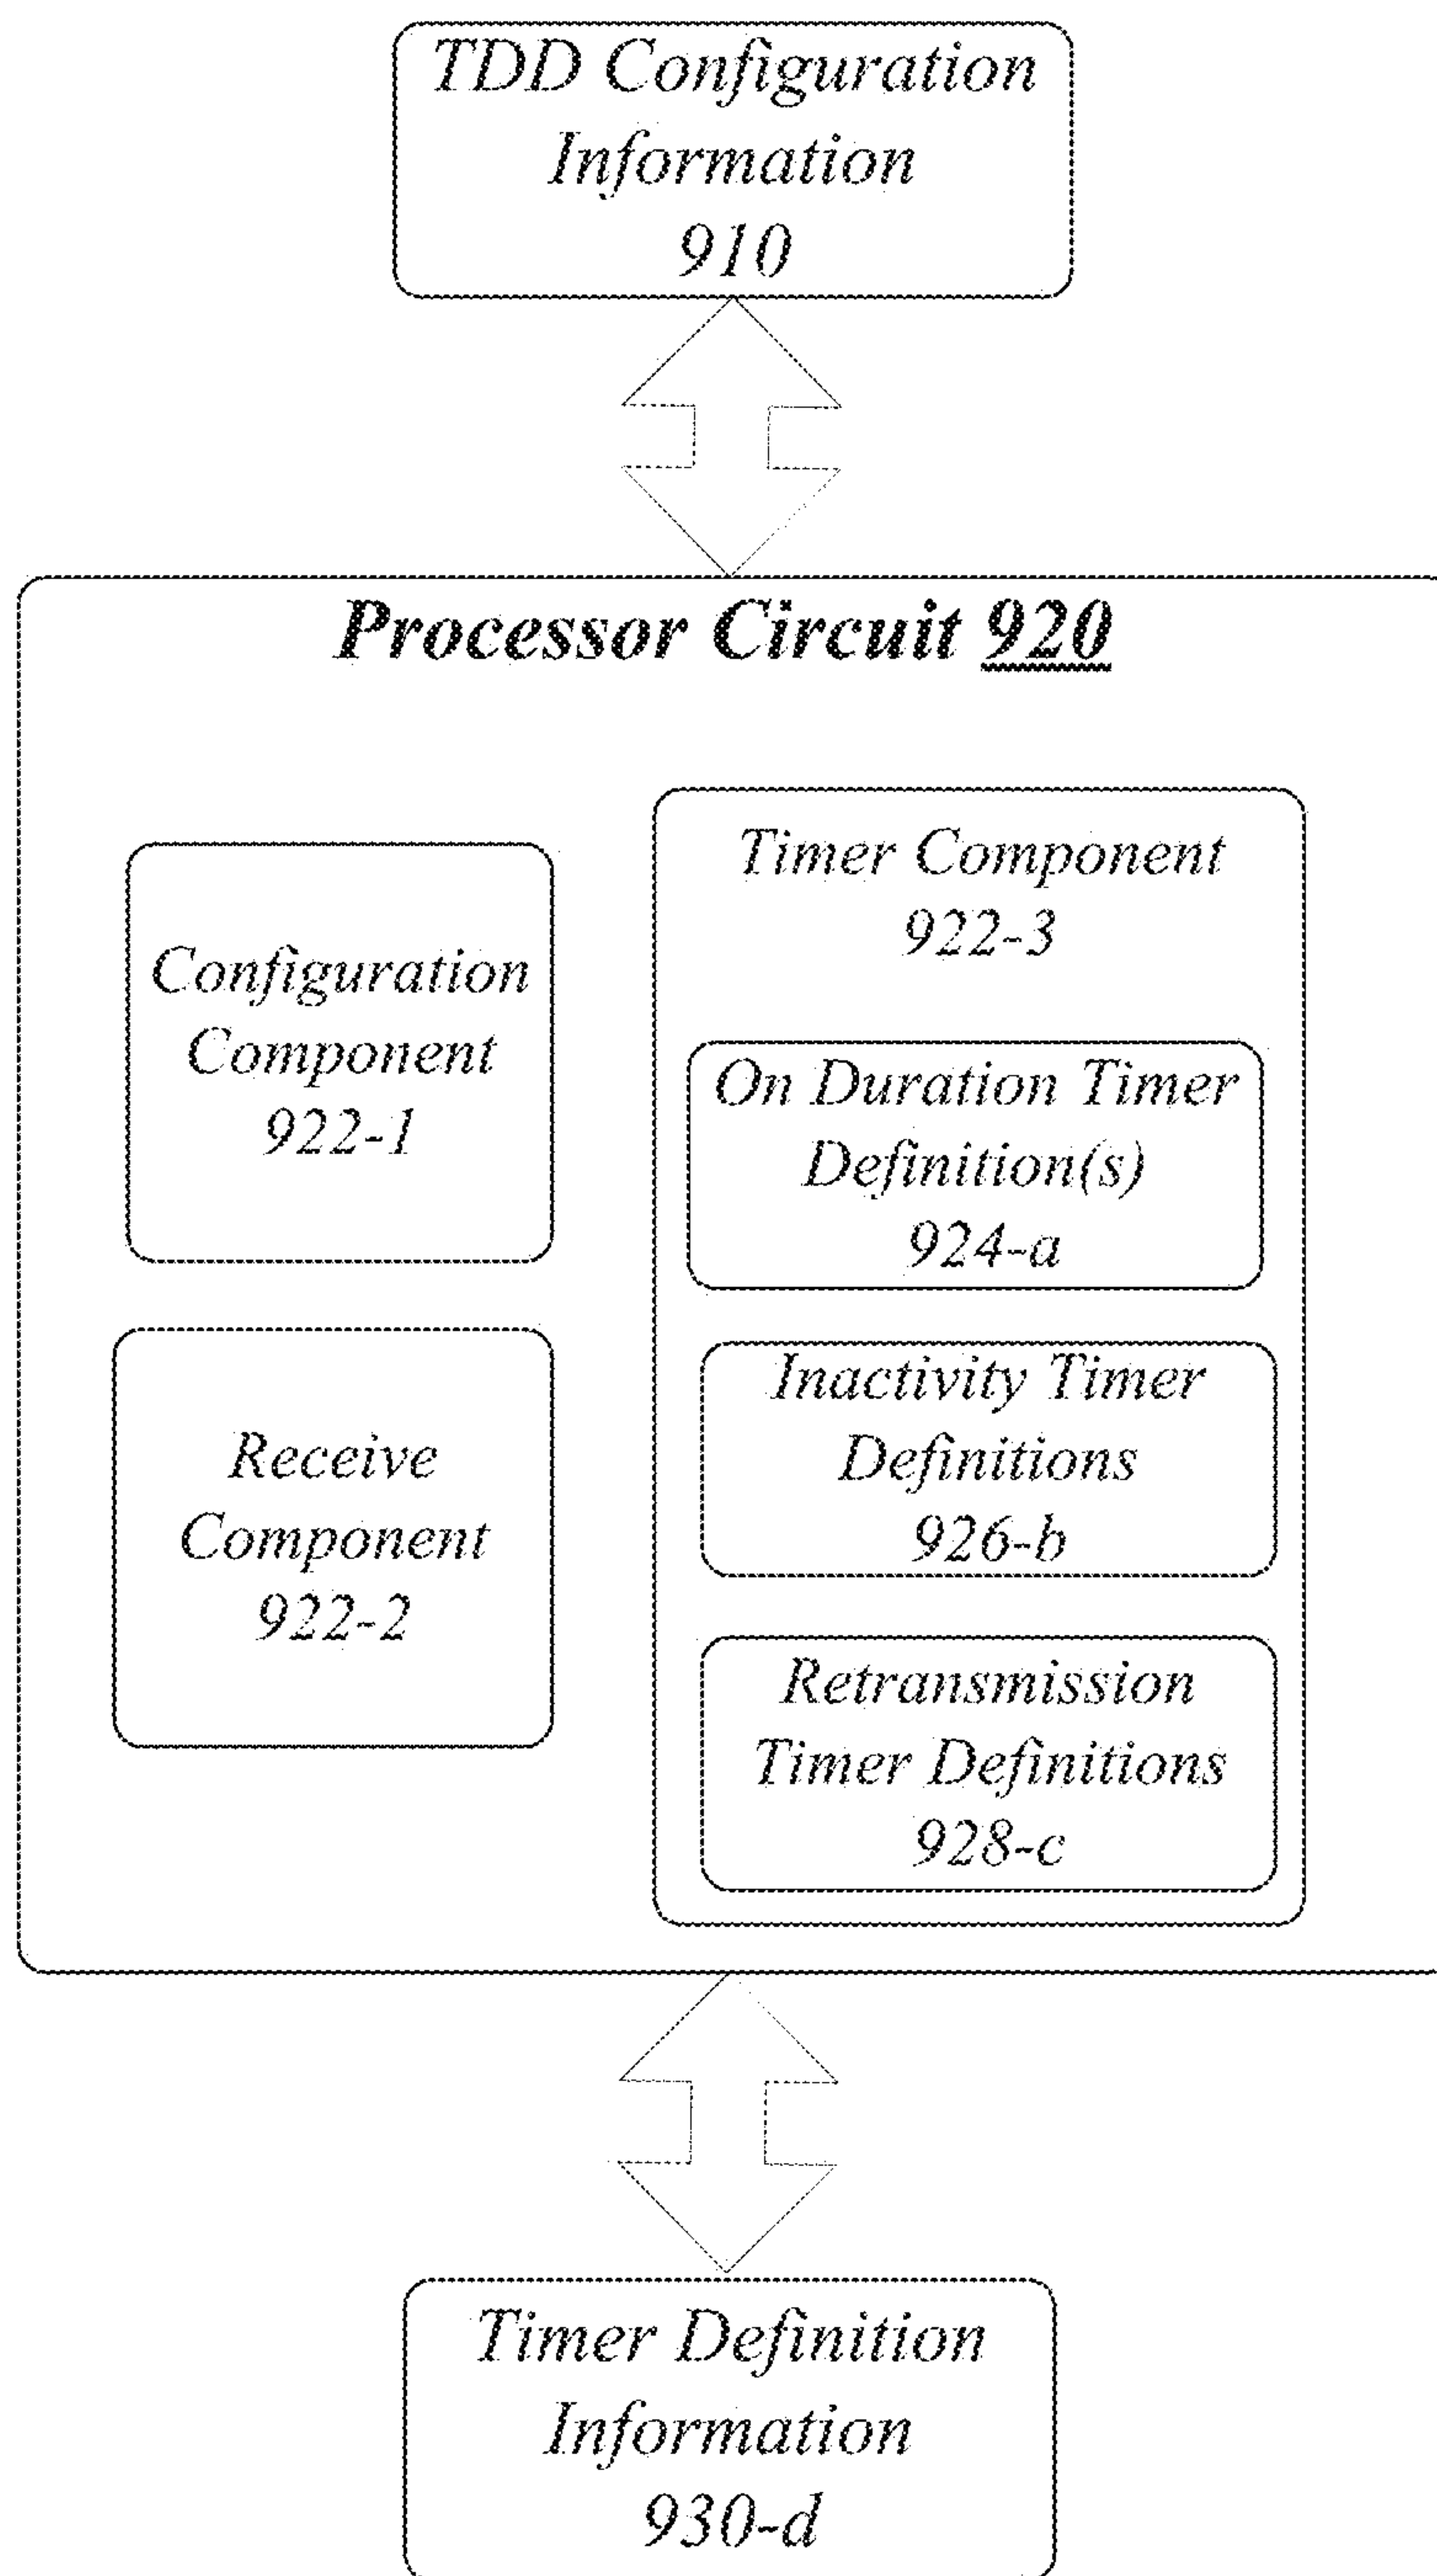 TDD Configuration
Information
910
Processor Circuit 920
Configuration
Component
922-1
Receive
Component
922-2
Timer Component
922-3
On Duration Timer
Definition(s)
924-a
Inactivity Timer
Definitions
926-b
Retransmission
Timer Definitions
928-c
Timer Definition
Information
930-d